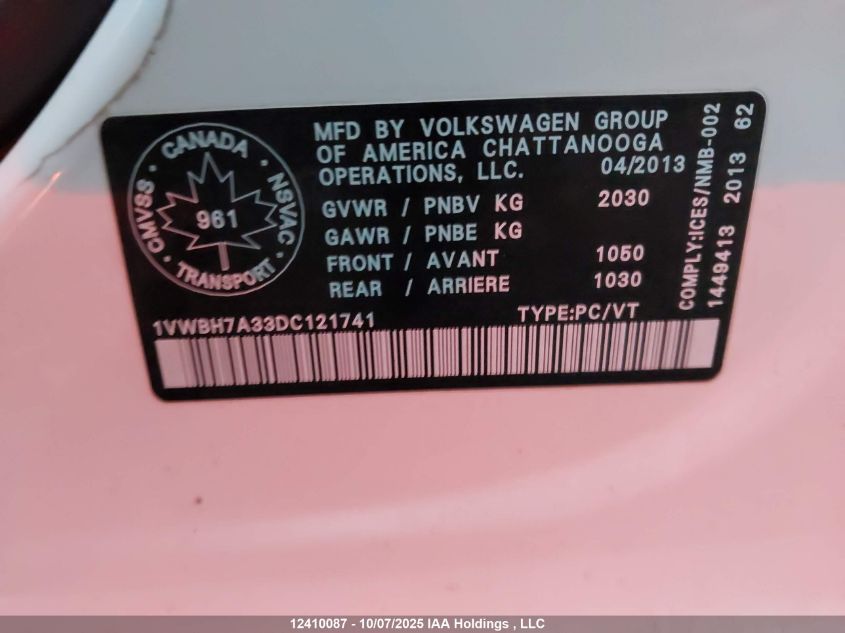 CANADA
CMVSS
NSVAC
961
TRANSPORT
MFD BY VOLKSWAGEN GROUP
OF AMERICA CHATTANOOGA
OPERATIONS, LLC. 04/2013
GVWR / PNBV KG 2030
GAWR / PNBE KG
FRONT / AVANT 1050
REAR / ARRIERE 1030
1VWBH7A33DC121741 TYPE:PC/VT
COMPLY:ICES/NMB-002
1449413 2013 62
12410087 - 10/07/2025 IAA Holdings , LLC